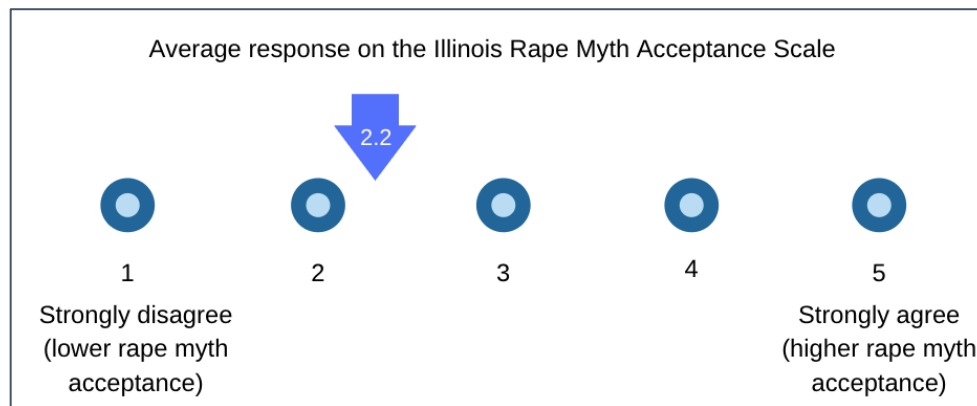 Average response on the Illinois Rape Myth Acceptance Scale
2.2
1
2
3
4
5
Strongly disagree
(lower rape myth
acceptance)
Strongly agree
(higher rape myth
acceptance)